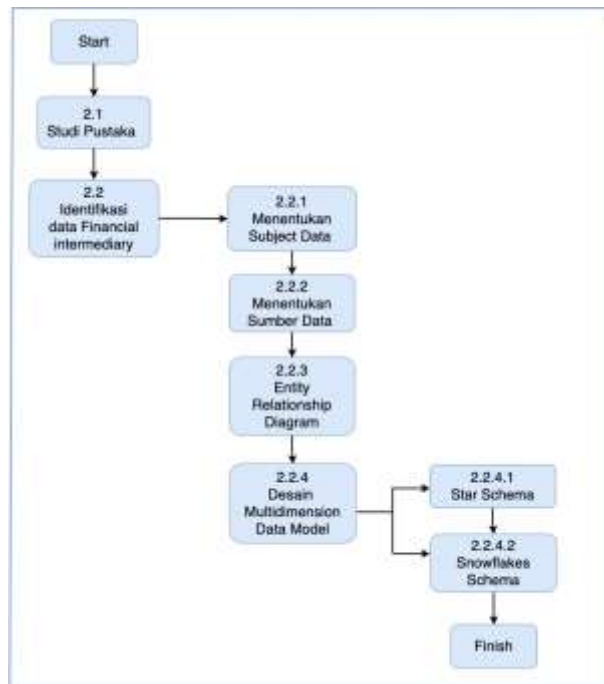 Start
2.1
Studi Pustaka
2.2
Identifikasi
data Financial
intermediary
2.2.1
Menentukan
Subject Data
2.2.2
Menentukan
Sumber Data
2.2.3
Entity
Relationship
Diagram
2.2.4
Desain
Multidimension
Data Model
2.2.4.1
Star Schema
2.2.4.2
Snowflakes
Schema
Finish